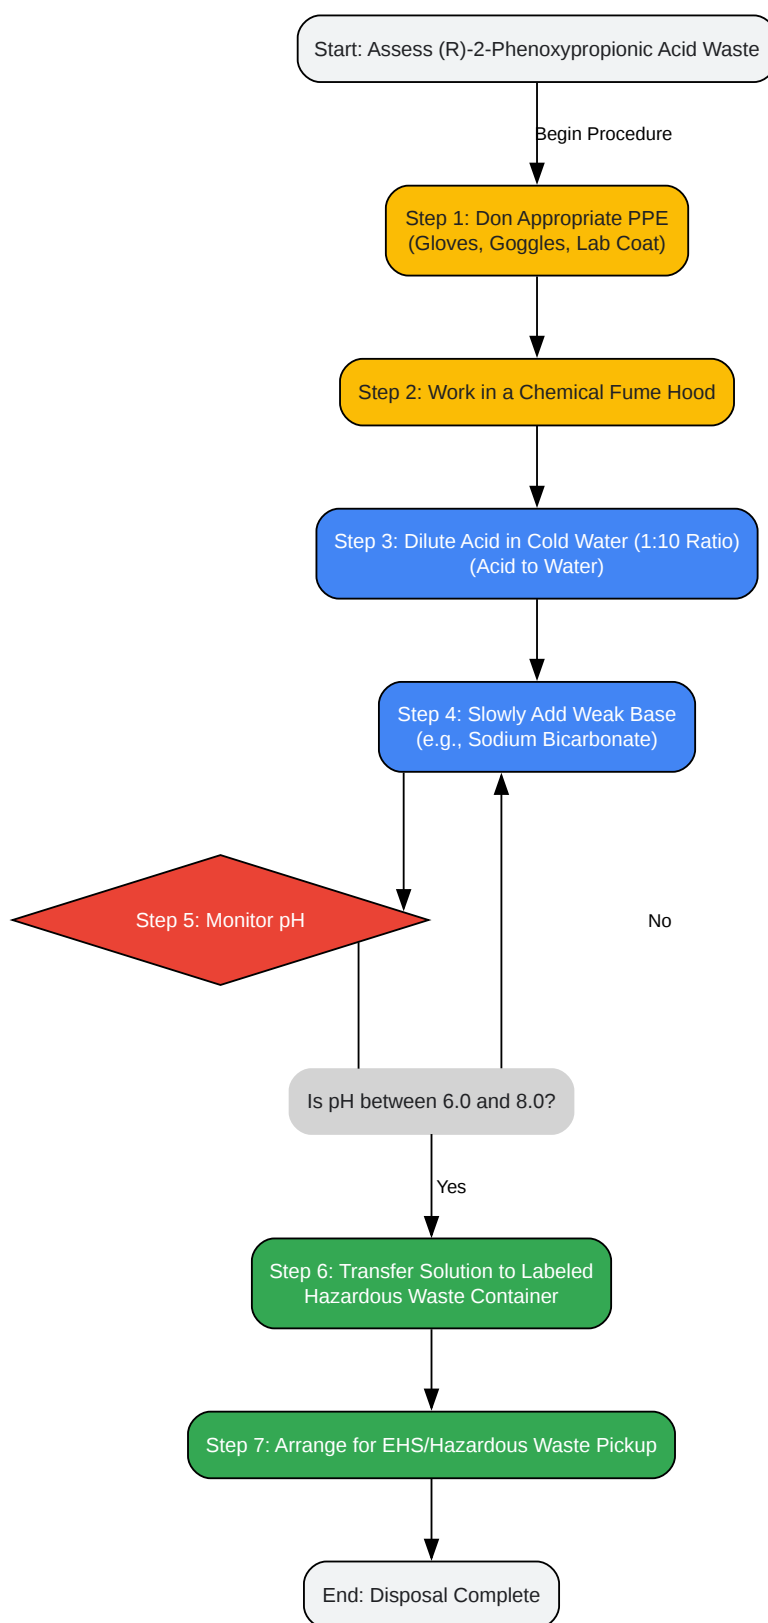 Start: Assess (R)-2-Phenoxypropionic Acid Waste
Begin Procedure
Step 1: Don Appropriate PPE
(Gloves, Goggles, Lab Coat)
Step 2: Work in a Chemical Fume Hood
Step 3: Dilute Acid in Cold Water (1:10 Ratio)
(Acid to Water)
Step 4: Slowly Add Weak Base
(e.g., Sodium Bicarbonate)
Step 5: Monitor pH
No
Is pH between 6.0 and 8.0?
Yes
Step 6: Transfer Solution to Labeled
Hazardous Waste Container
Step 7: Arrange for EHS/Hazardous Waste Pickup
End: Disposal Complete